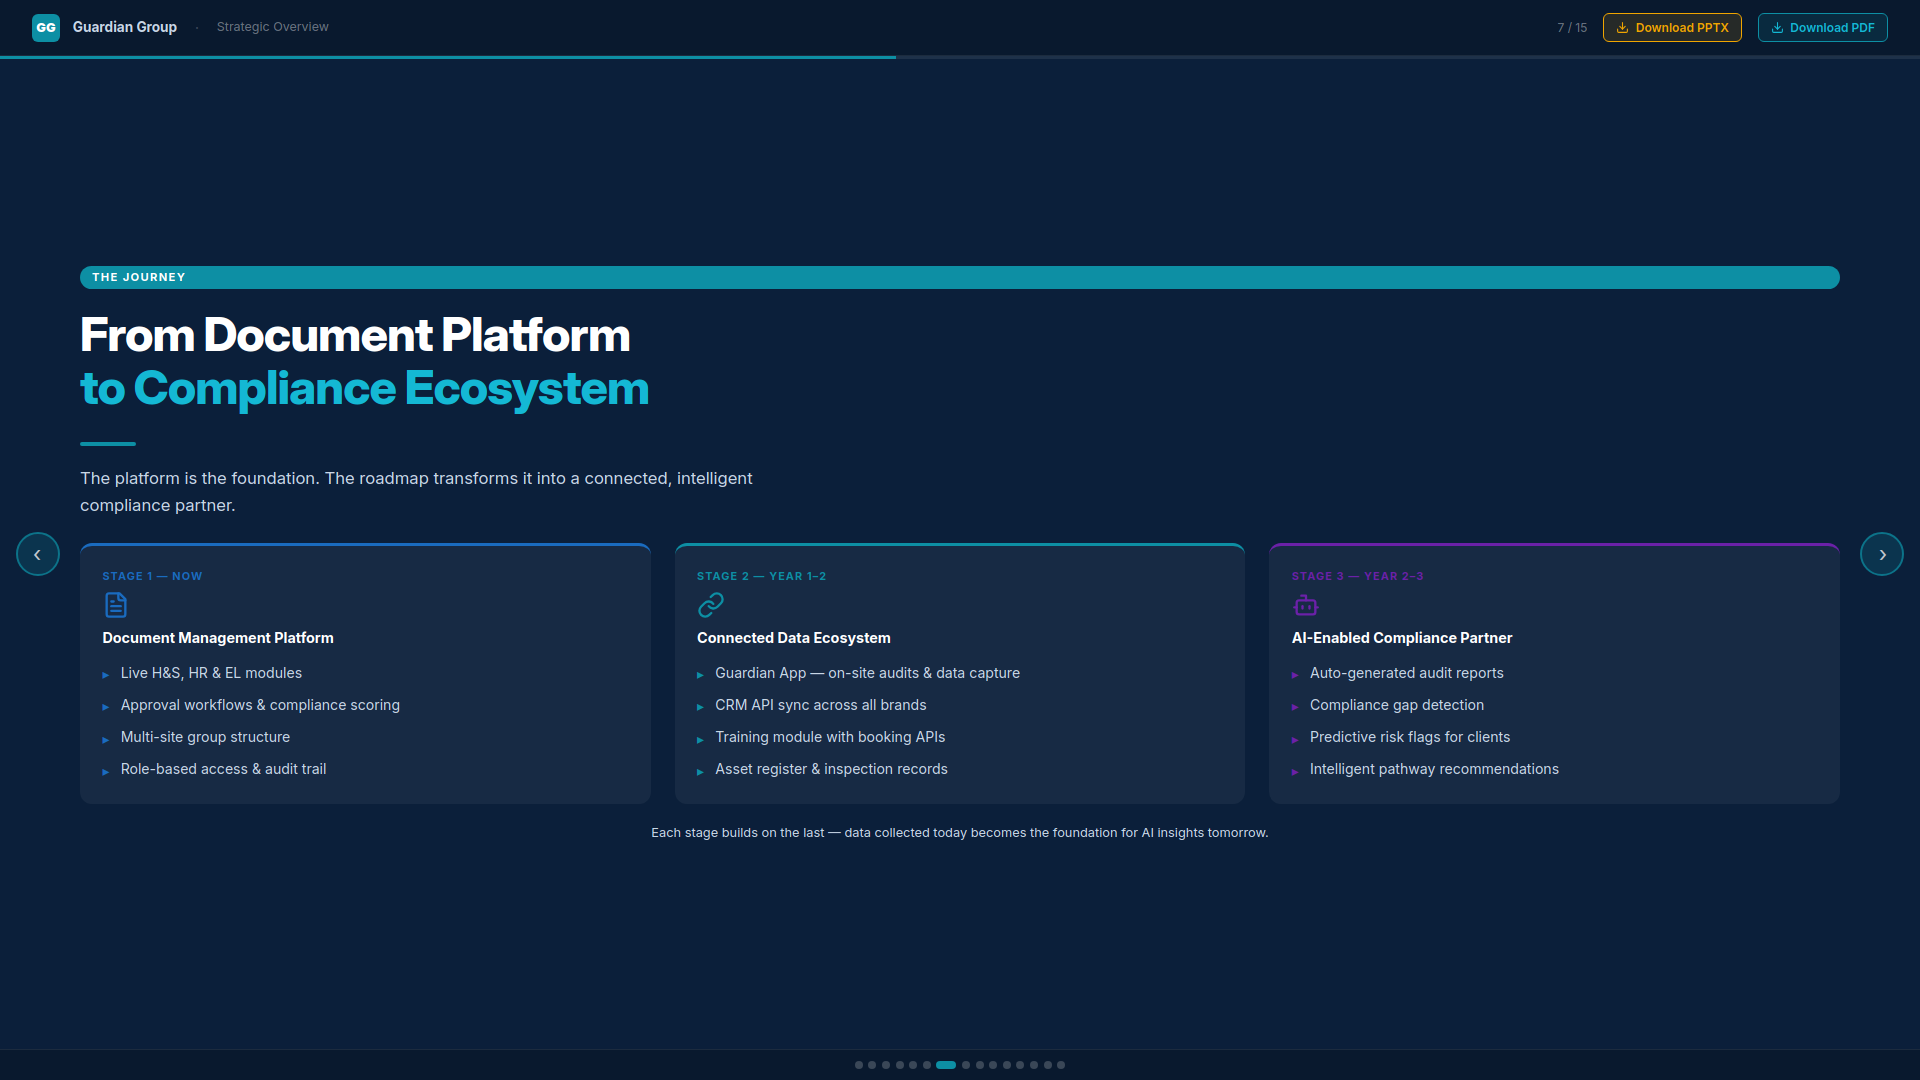 GG Guardian Group · Strategic Overview
7 / 15 Download PPTX Download PDF
THE JOURNEY
From Document Platform
to Compliance Ecosystem
The platform is the foundation. The roadmap transforms it into a connected, intelligent
compliance partner.
STAGE 1 — NOW
Document Management Platform
▸ Live H&S, HR & EL modules
▸ Approval workflows & compliance scoring
▸ Multi-site group structure
▸ Role-based access & audit trail
STAGE 2 — YEAR 1–2
Connected Data Ecosystem
▸ Guardian App — on-site audits & data capture
▸ CRM API sync across all brands
▸ Training module with booking APIs
▸ Asset register & inspection records
STAGE 3 — YEAR 2–3
AI-Enabled Compliance Partner
▸ Auto-generated audit reports
▸ Compliance gap detection
▸ Predictive risk flags for clients
▸ Intelligent pathway recommendations
Each stage builds on the last — data collected today becomes the foundation for AI insights tomorrow.